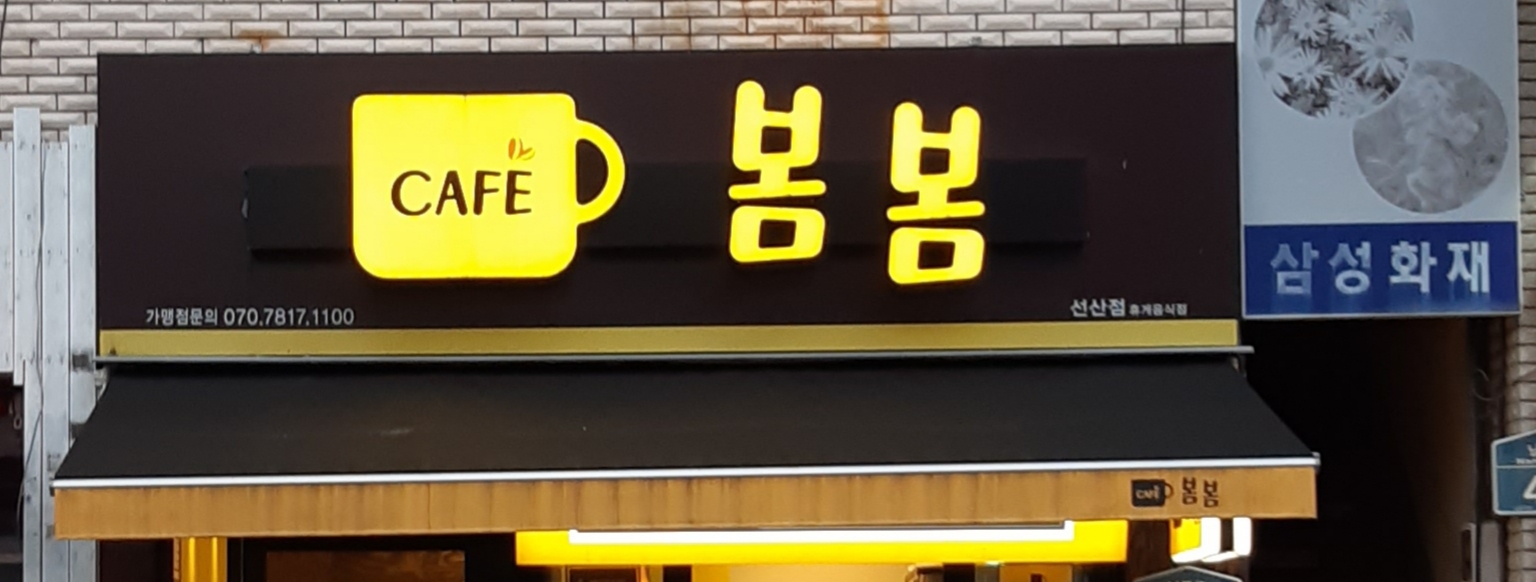 CAFE 봄봄
가맹점문의 070.7817.1100
선산점 휴게음식점
삼성화재
CAFE 봄봄